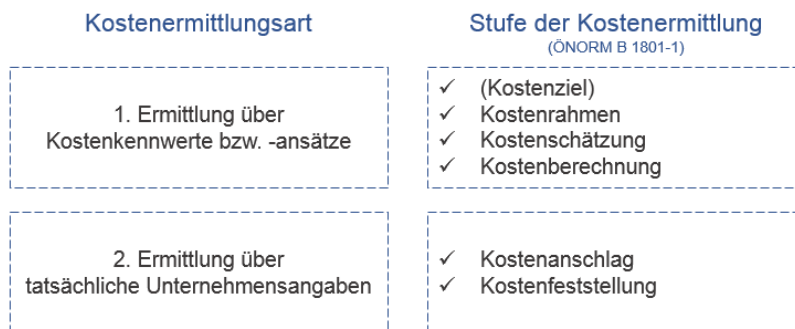 Kostenermittlungsart
Stufe der Kostenermittlung
(ÖNORM B 1801-1)
1. Ermittlung über
Kostenkennwerte bzw. -ansätze
✓ (Kostenziel)
✓ Kostenrahmen
✓ Kostenschätzung
✓ Kostenberechnung
2. Ermittlung über
tatsächliche Unternehmensangaben
✓ Kostenanschlag
✓ Kostenfeststellung